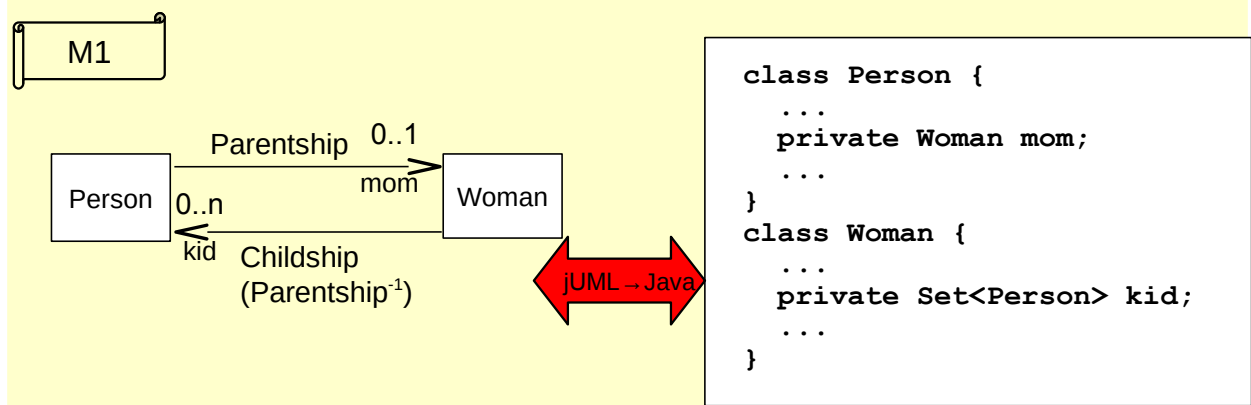 M1
Parentship 0..1
mom
Person
Woman
0..n
kid
Childship
(Parentship⁻¹)
jUML→Java
class Person {
...
private Woman mom;
...
}
class Woman {
...
private Set<Person> kid;
...
}